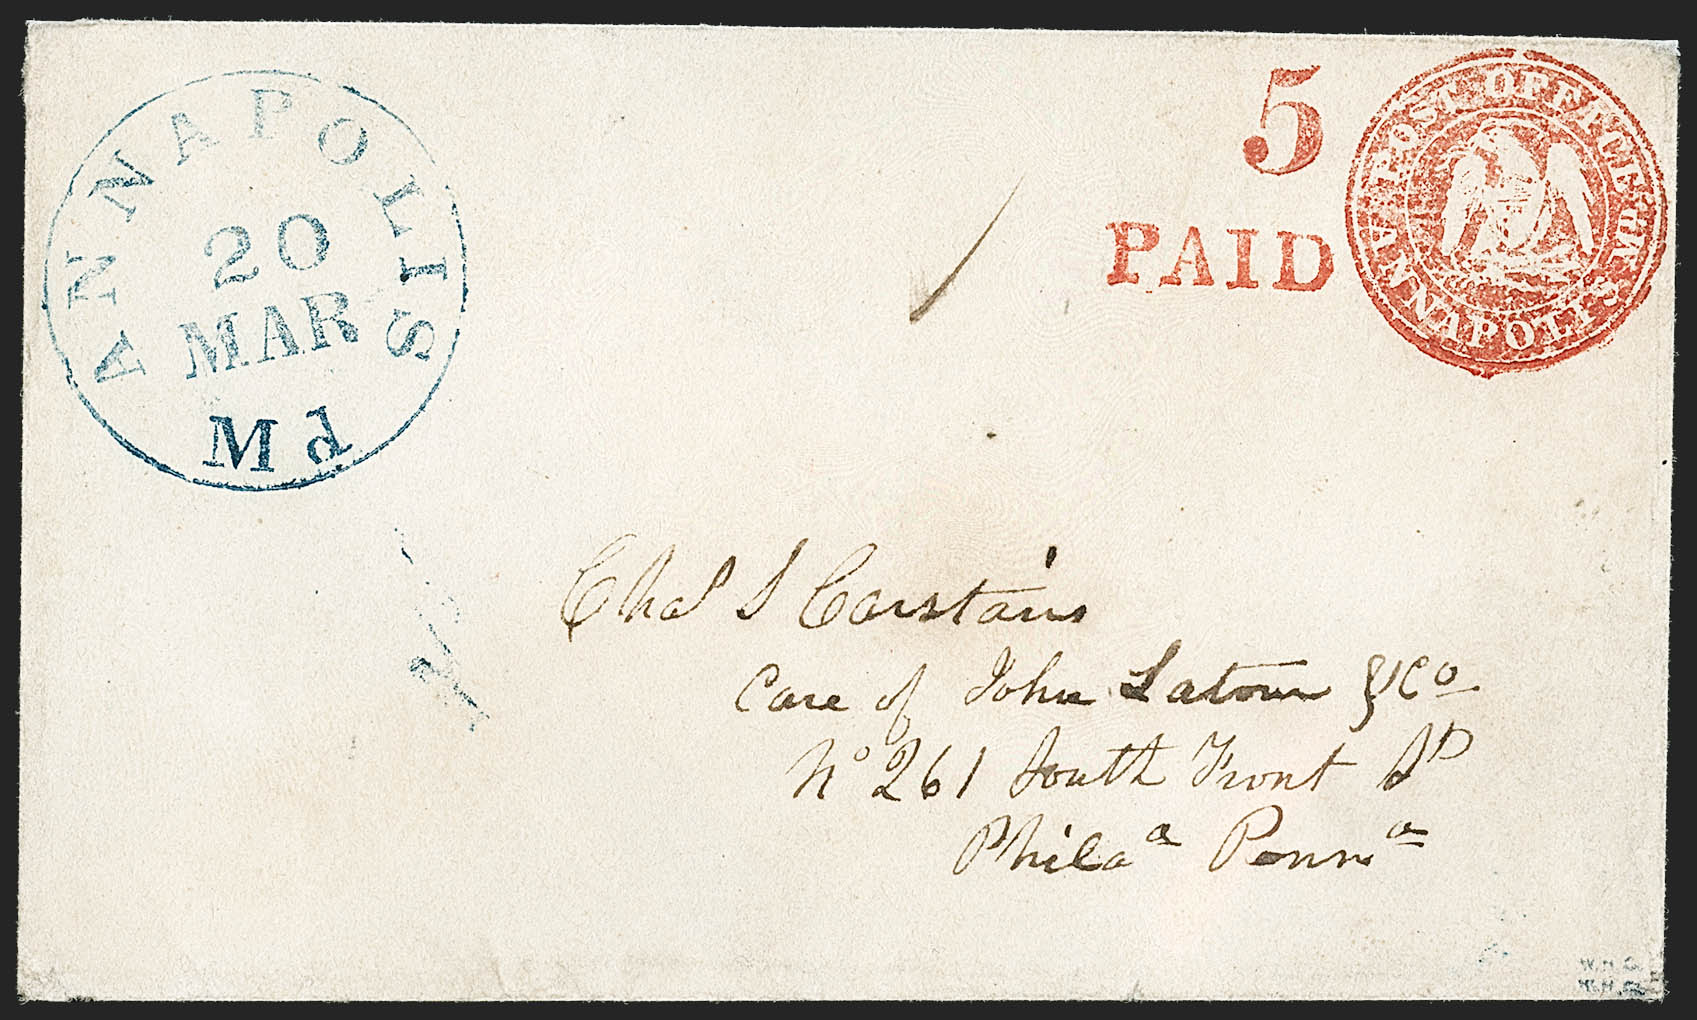 ANNAPOLIS
20
MAR
Md
5
PAID
POST OFFICE
ANNAPOLIS Md
Chas S Carstairs
Care of John Latour & Co
No 261 South Front St
Phila Penna